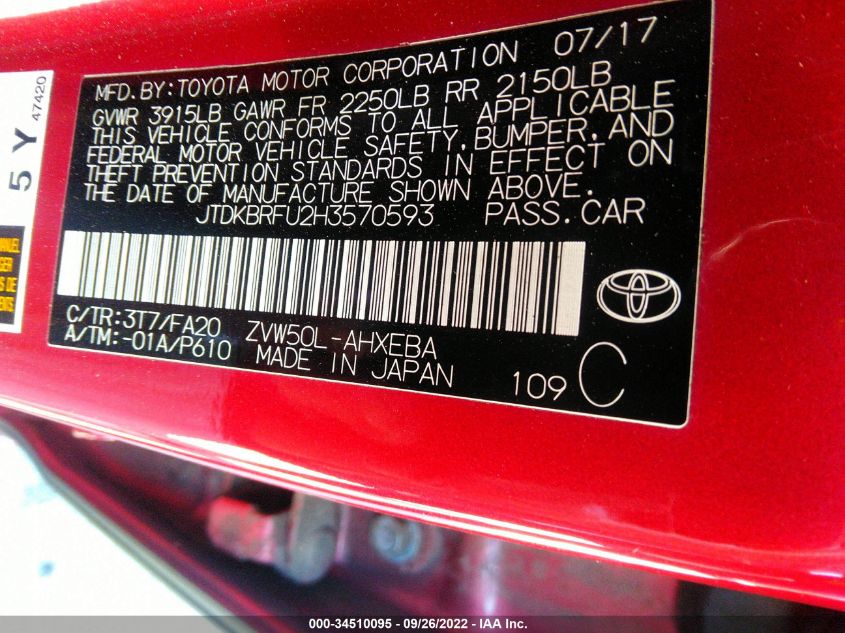 MFD. BY: TOYOTA MOTOR CORPORATION 07/17
GVWR 3915LB GAWR FR 2250LB RR 2150LB
THIS VEHICLE CONFORMS TO ALL APPLICABLE
FEDERAL MOTOR VEHICLE SAFETY, BUMPER, AND
THEFT PREVENTION STANDARDS IN EFFECT ON
THE DATE OF MANUFACTURE SHOWN ABOVE.
JTDKBRFU2H3570593 PASS. CAR
C/TR: 3T7/FA20 ZVW50L-AHXEBA
A/TM: -01A/P610 MADE IN JAPAN
109 C
5 Y
47420
000-34510095 - 09/26/2022 - IAA Inc.